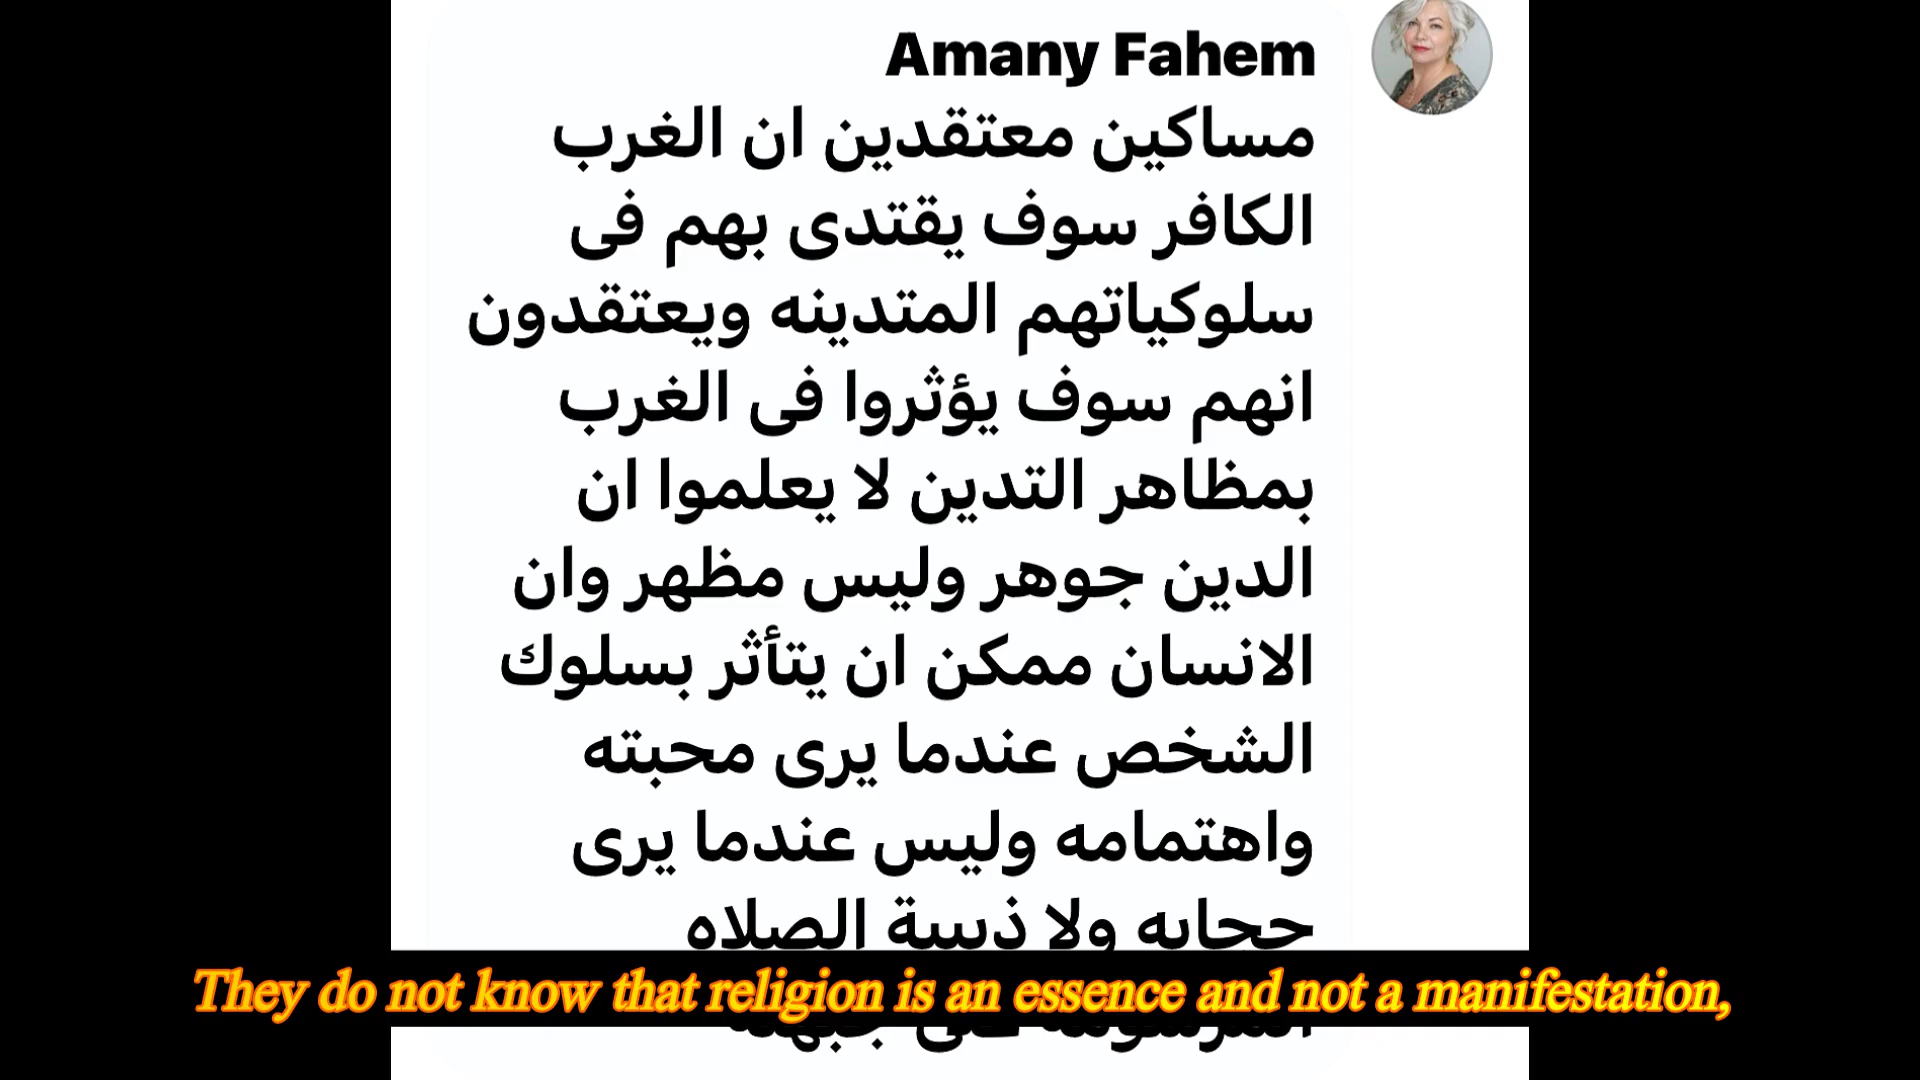 Amany Fahem
مساكين معتقدين ان الغرب
الكافر سوف يقتدى بهم فى
سلوكياتهم المتدينه ويعتقدون
انهم سوف يؤثروا فى الغرب
بمظاهر التدين لا يعلموا ان
الدين جوهر وليس مظهر وان
الانسان ممكن ان يتأثر بسلوك
الشخص عندما يرى محبته
واهتمامه وليس عندما يرى
حجابه ولا ذبيبة الصلاه
They do not know that religion is an essence and not a manifestation,